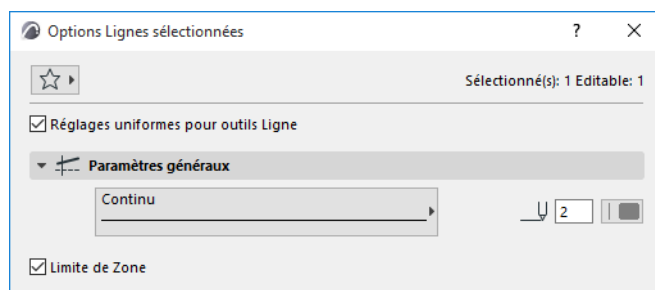 Options Lignes sélectionnées
?
Sélectionné(s): 1 Editable: 1
Réglages uniformes pour outils Ligne
Paramètres généraux
Continu
2
Limite de Zone